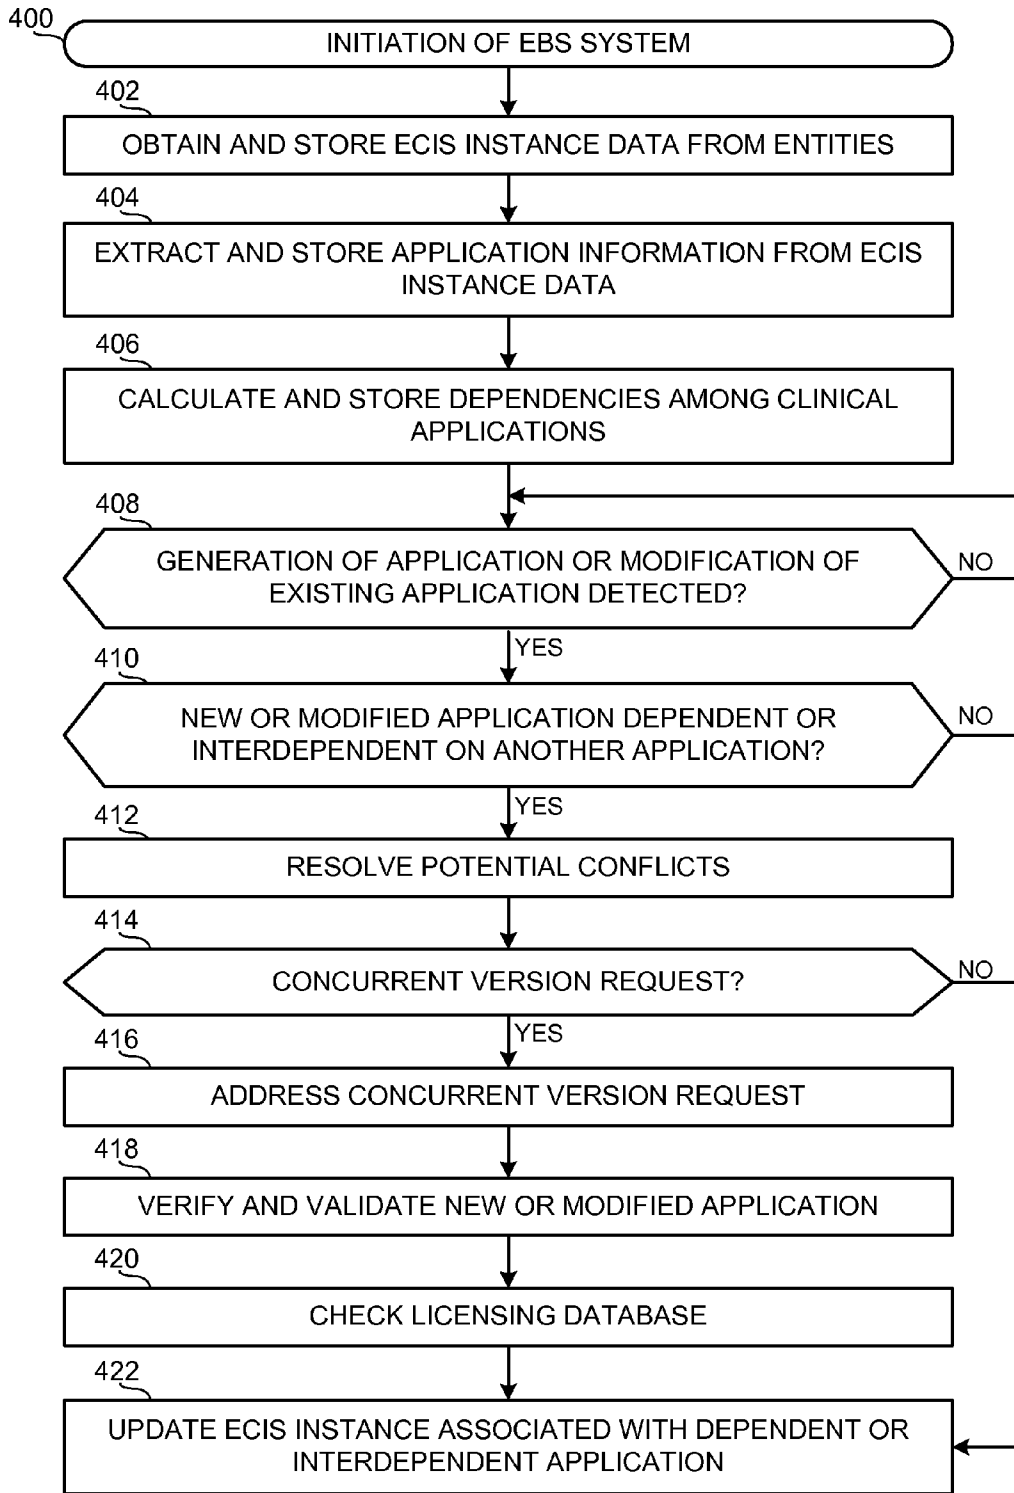 400
INITIATION OF EBS SYSTEM
402
OBTAIN AND STORE ECIS INSTANCE DATA FROM ENTITIES
404
EXTRACT AND STORE APPLICATION INFORMATION FROM ECIS
INSTANCE DATA
406
CALCULATE AND STORE DEPENDENCIES AMONG CLINICAL
APPLICATIONS
408
GENERATION OF APPLICATION OR MODIFICATION OF
EXISTING APPLICATION DETECTED?
NO
YES
410
NEW OR MODIFIED APPLICATION DEPENDENT OR
INTERDEPENDENT ON ANOTHER APPLICATION?
NO
YES
412
RESOLVE POTENTIAL CONFLICTS
414
CONCURRENT VERSION REQUEST?
NO
YES
416
ADDRESS CONCURRENT VERSION REQUEST
418
VERIFY AND VALIDATE NEW OR MODIFIED APPLICATION
420
CHECK LICENSING DATABASE
422
UPDATE ECIS INSTANCE ASSOCIATED WITH DEPENDENT OR
INTERDEPENDENT APPLICATION